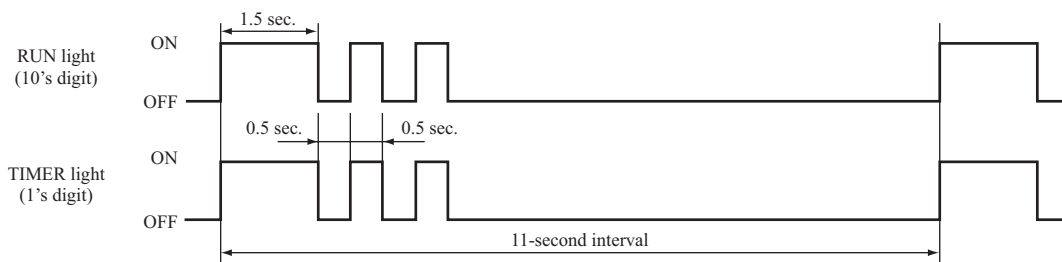 1.5 sec.
RUN light
(10’s digit)
ON
OFF
0.5 sec.
0.5 sec.
TIMER light
(1’s digit)
ON
OFF
11-second interval